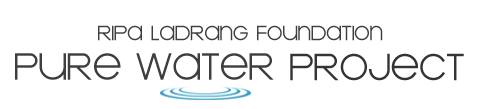 RIPA LADRANG FOUNDATION
PURE WATER PROJECT